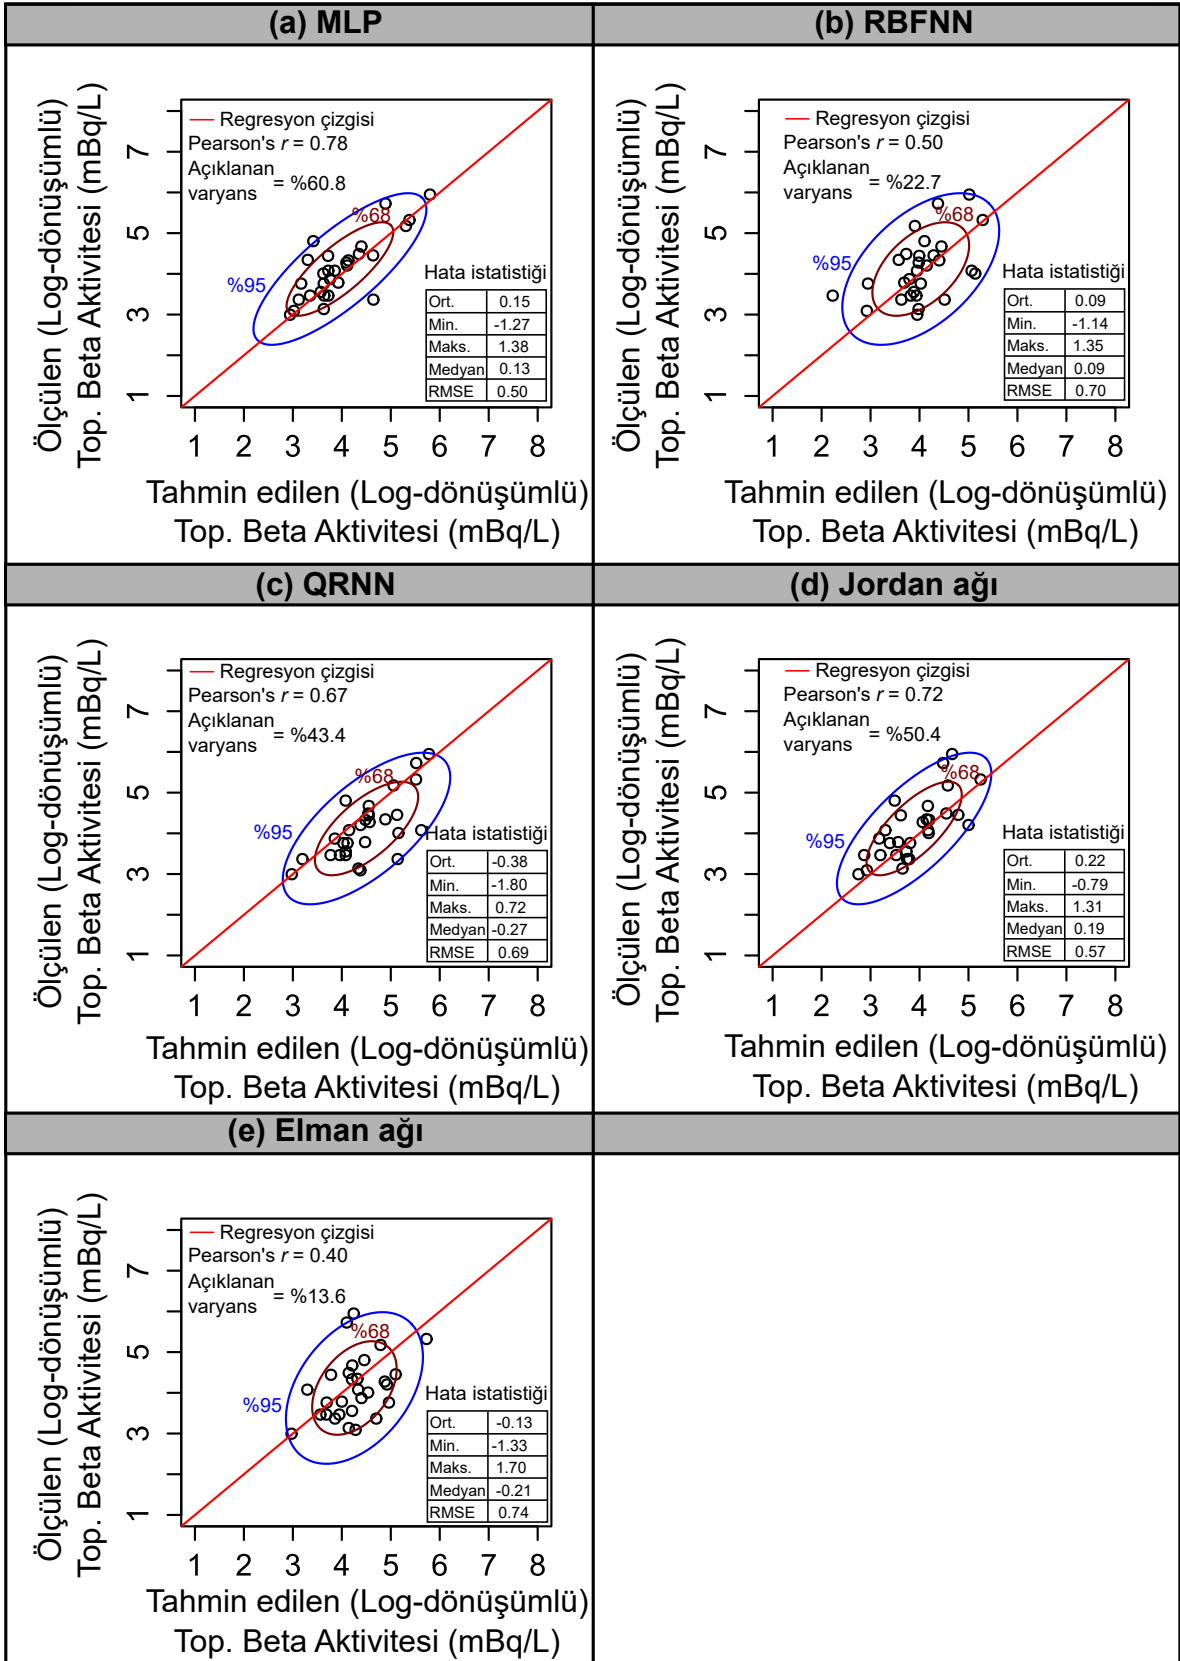 (a) MLP
Ölçülen (Log-dönüşümlü)
Top. Beta Aktivitesi (mBq/L)
Regresyon çizgisi
Pearson's r = 0.78
Açıklanan
varyans = %60.8
%68
%95
Hata istatistiği
Ort. 0.15
Min. -1.27
Maks. 1.38
Medyan 0.13
RMSE 0.50
7
5
3
1
1 2 3 4 5 6 7 8
Tahmin edilen (Log-dönüşümlü)
Top. Beta Aktivitesi (mBq/L)
(b) RBFNN
Ölçülen (Log-dönüşümlü)
Top. Beta Aktivitesi (mBq/L)
Regresyon çizgisi
Pearson's r = 0.50
Açıklanan
varyans = %22.7
%68
%95
Hata istatistiği
Ort. 0.09
Min. -1.14
Maks. 1.35
Medyan 0.09
RMSE 0.70
7
5
3
1
1 2 3 4 5 6 7 8
Tahmin edilen (Log-dönüşümlü)
Top. Beta Aktivitesi (mBq/L)
(c) QRNN
Ölçülen (Log-dönüşümlü)
Top. Beta Aktivitesi (mBq/L)
Regresyon çizgisi
Pearson's r = 0.67
Açıklanan
varyans = %43.4
%68
%95
Hata istatistiği
Ort. -0.38
Min. -1.80
Maks. 0.72
Medyan -0.27
RMSE 0.69
7
5
3
1
1 2 3 4 5 6 7 8
Tahmin edilen (Log-dönüşümlü)
Top. Beta Aktivitesi (mBq/L)
(d) Jordan ağı
Ölçülen (Log-dönüşümlü)
Top. Beta Aktivitesi (mBq/L)
Regresyon çizgisi
Pearson's r = 0.72
Açıklanan
varyans = %50.4
%68
%95
Hata istatistiği
Ort. 0.22
Min. -0.79
Maks. 1.31
Medyan 0.19
RMSE 0.57
7
5
3
1
1 2 3 4 5 6 7 8
Tahmin edilen (Log-dönüşümlü)
Top. Beta Aktivitesi (mBq/L)
(e) Elman ağı
Ölçülen (Log-dönüşümlü)
Top. Beta Aktivitesi (mBq/L)
Regresyon çizgisi
Pearson's r = 0.40
Açıklanan
varyans = %13.6
%68
%95
Hata istatistiği
Ort. -0.13
Min. -1.33
Maks. 1.70
Medyan -0.21
RMSE 0.74
7
5
3
1
1 2 3 4 5 6 7 8
Tahmin edilen (Log-dönüşümlü)
Top. Beta Aktivitesi (mBq/L)